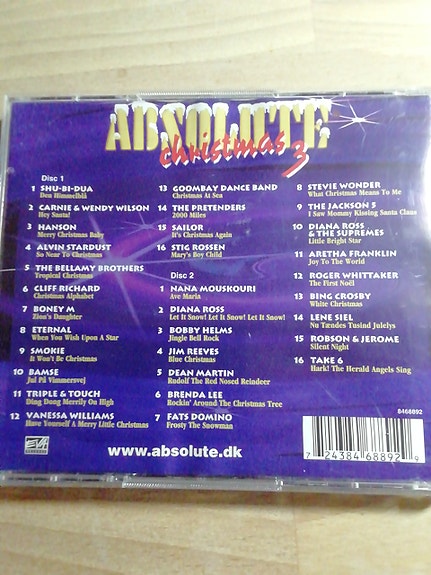 ABSOLUTE
christmas 3
Disc 1
1 SHU-BI-DUA
Den Himmelblå
2 CARNIE & WENDY WILSON
Hey Santa!
3 HANSON
Merry Christmas Baby
4 ALVIN STARDUST
So Near To Christmas
5 THE BELLAMY BROTHERS
Tropical Christmas
6 CLIFF RICHARD
Christmas Alphabet
7 BONEY M
Zion's Daughter
8 ETERNAL
When You Wish Upon A Star
9 SMOKIE
It Won't Be Christmas
10 BAMSE
Jul På Vimmersvej
11 TRIPLE & TOUCH
Ding Dong Merrily On High
12 VANESSA WILLIAMS
Have Yourself A Merry Little Christmas
13 GOOMBAY DANCE BAND
Christmas At Sea
14 THE PRETENDERS
2000 Miles
15 SAILOR
It's Christmas Again
16 STIG ROSSEN
Mary's Boy Child
Disc 2
1 NANA MOUSKOURI
Ave Maria
2 DIANA ROSS
Let It Snow! Let It Snow! Let It Snow!
3 BOBBY HELMS
Jingle Bell Rock
4 JIM REEVES
Blue Christmas
5 DEAN MARTIN
Rudolf The Red Nosed Reindeer
6 BRENDA LEE
Rockin' Around The Christmas Tree
7 FATS DOMINO
Frosty The Snowman
8 STEVIE WONDER
What Christmas Means To Me
9 THE JACKSON 5
I Saw Mommy Kissing Santa Claus
10 DIANA ROSS
& THE SUPREMES
Little Bright Star
11 ARETHA FRANKLIN
Joy To The World
12 ROGER WHITTAKER
The First Noël
13 BING CROSBY
White Christmas
14 LENE SIEL
Nu Tændes Tusind Julelys
15 ROBSON & JEROME
Silent Night
16 TAKE 6
Hark! The Herald Angels Sing
8468892
7 24384 68892 9
EVA
www.absolute.dk